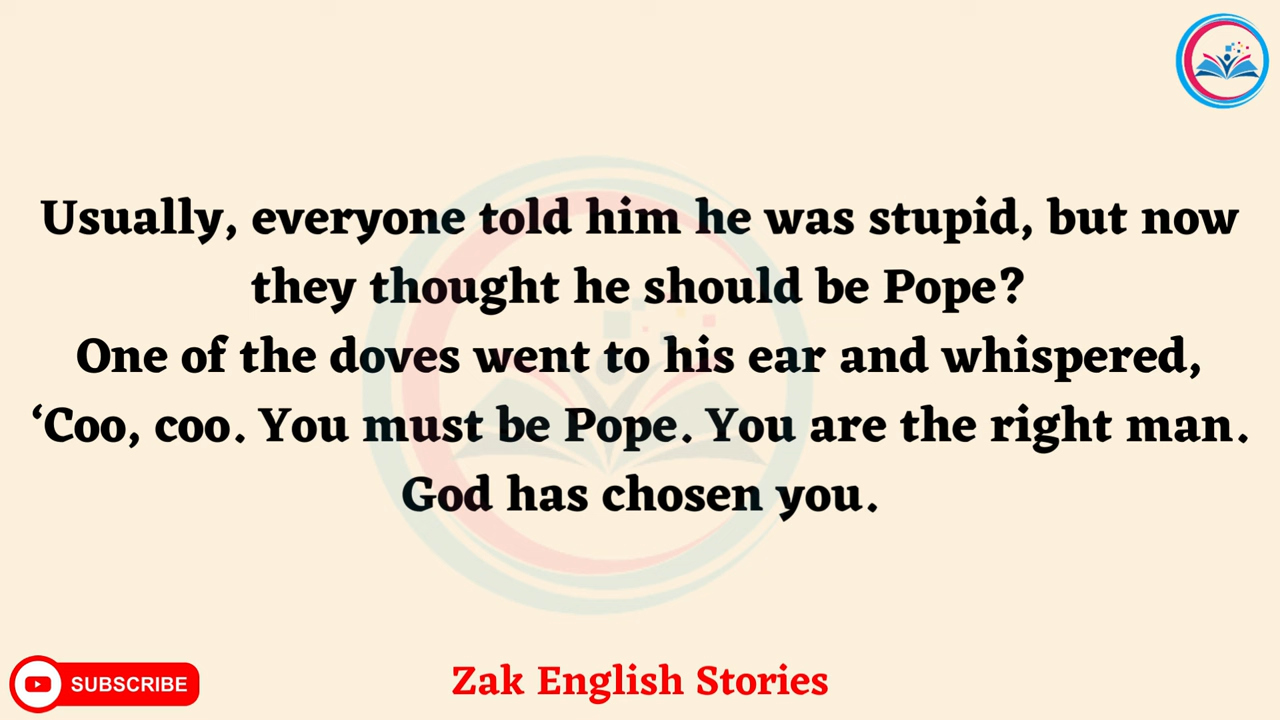 Usually, everyone told him he was stupid, but now
they thought he should be Pope?
One of the doves went to his ear and whispered,
‘Coo, coo. You must be Pope. You are the right man.
God has chosen you.
SUBSCRIBE
Zak English Stories